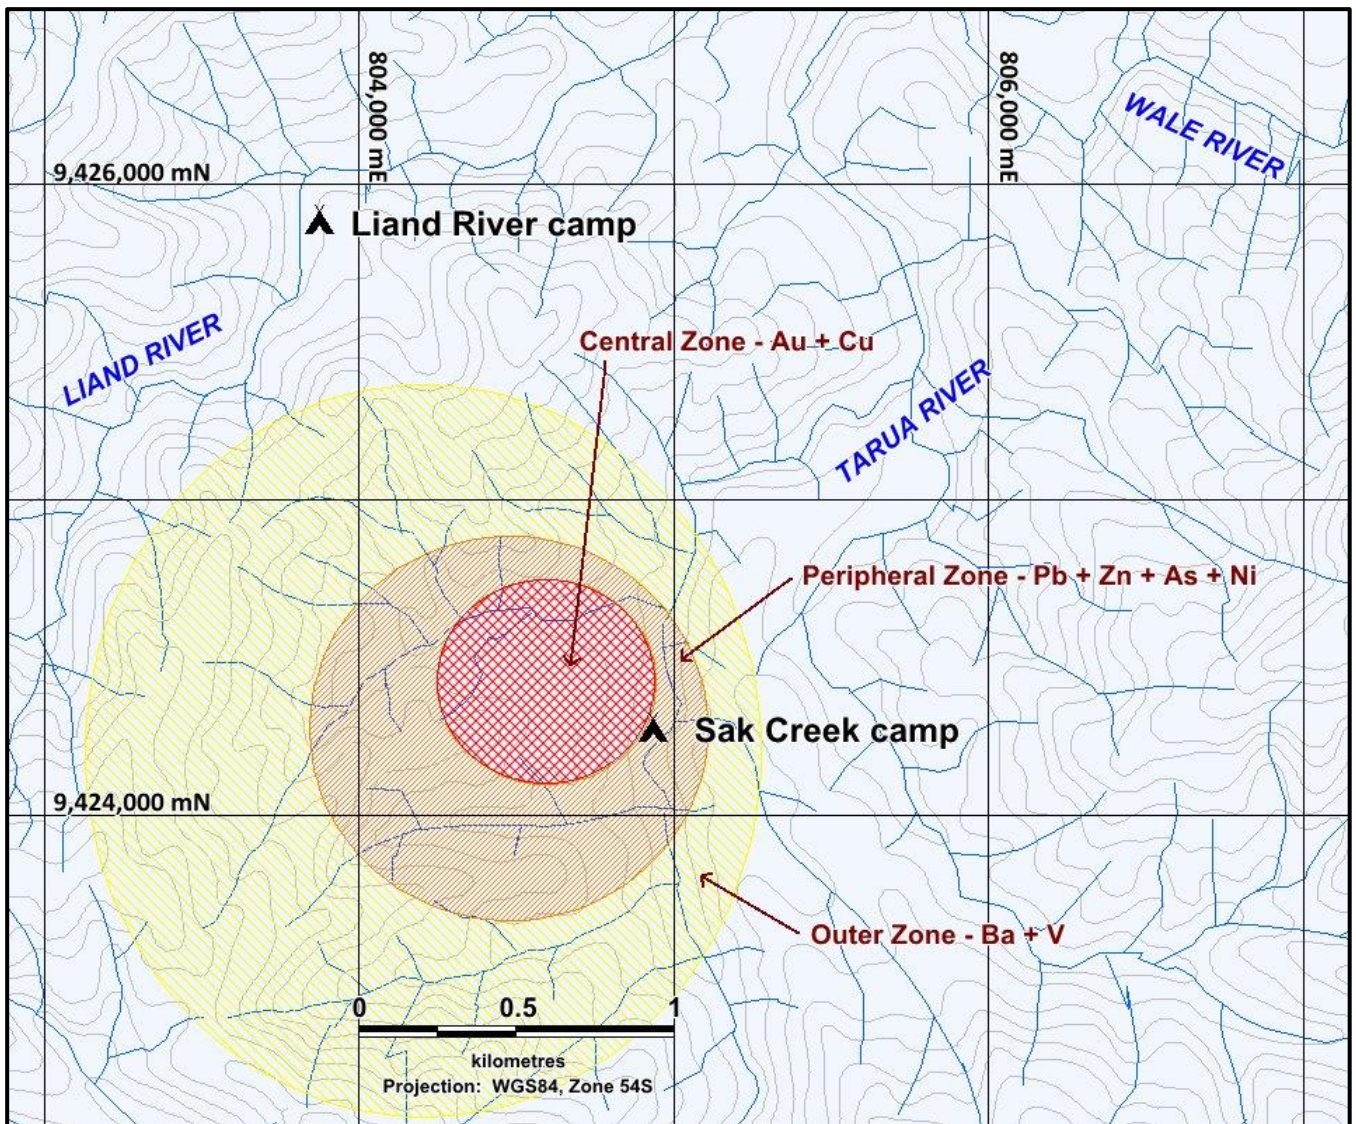 804,000 mE
806,000 mE
WALE RIVER
9,426,000 mN
Liand River camp
LIAND RIVER
Central Zone - Au + Cu
TARUA RIVER
Peripheral Zone - Pb + Zn + As + Ni
Sak Creek camp
9,424,000 mN
Outer Zone - Ba + V
0 0.5 1
kilometres
Projection: WGS84, Zone 54S